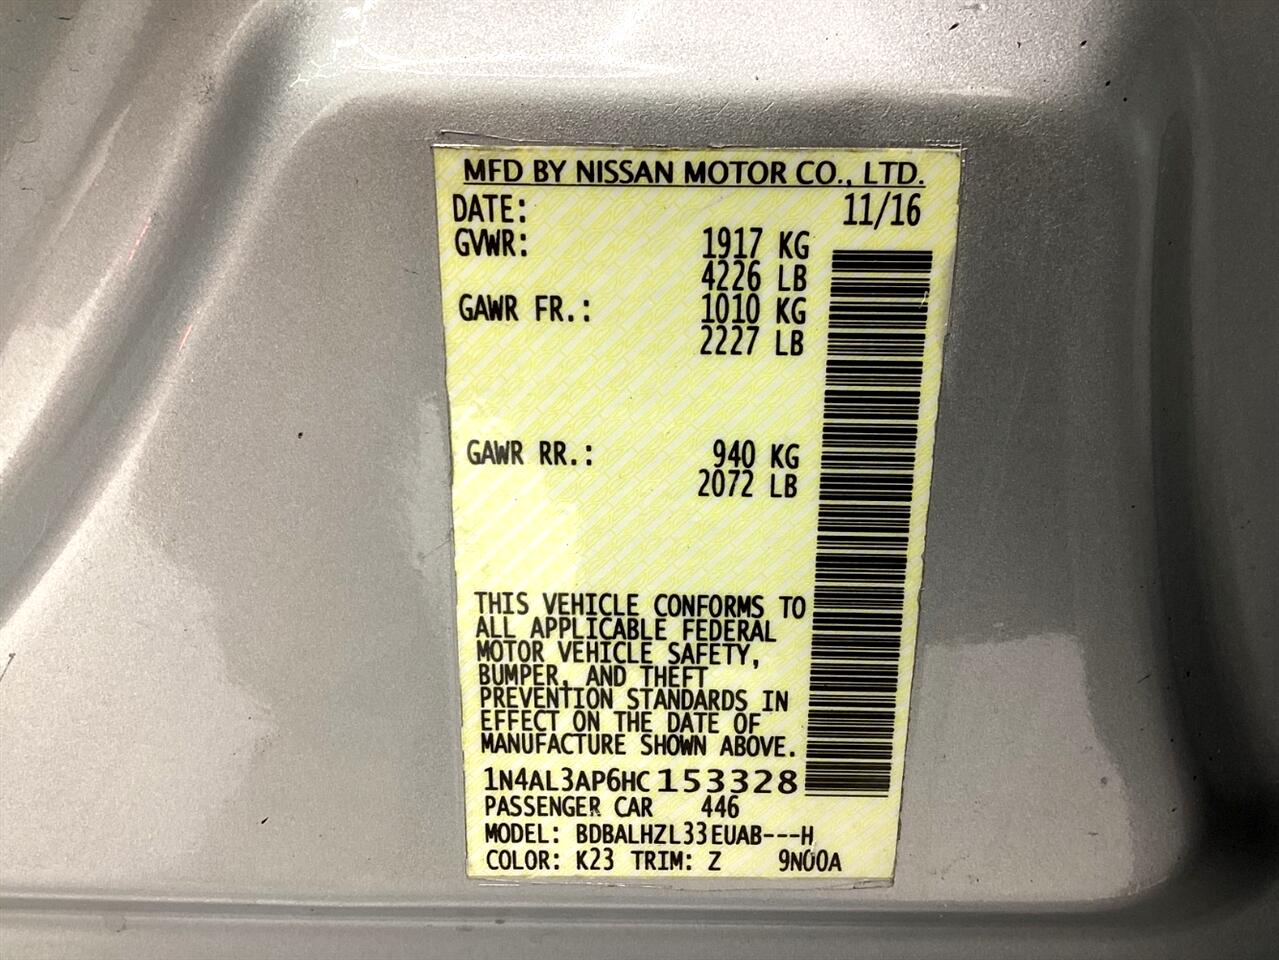 MFD BY NISSAN MOTOR CO., LTD.
DATE: 11/16
GVWR: 1917 KG
4226 LB
GAWR FR.: 1010 KG
2227 LB
GAWR RR.: 940 KG
2072 LB
THIS VEHICLE CONFORMS TO
ALL APPLICABLE FEDERAL
MOTOR VEHICLE SAFETY,
BUMPER, AND THEFT
PREVENTION STANDARDS IN
EFFECT ON THE DATE OF
MANUFACTURE SHOWN ABOVE.
1N4AL3AP6HC153328
PASSENGER CAR 446
MODEL: BDBALHZL33EUAB---H
COLOR: K23 TRIM: Z 9N00A